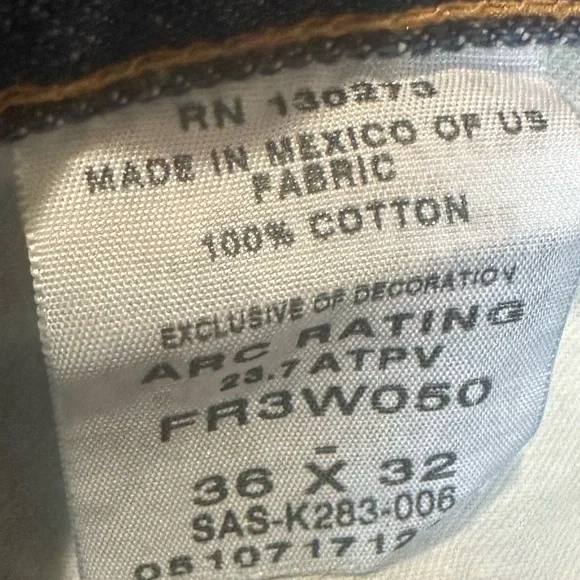 RN 130273
MADE IN MEXICO OF US
FABRIC
100% COTTON
EXCLUSIVE OF DECORATION
ARC RATING
23.7 ATPV
FR3W050
36 X 32
SAS-K283-006